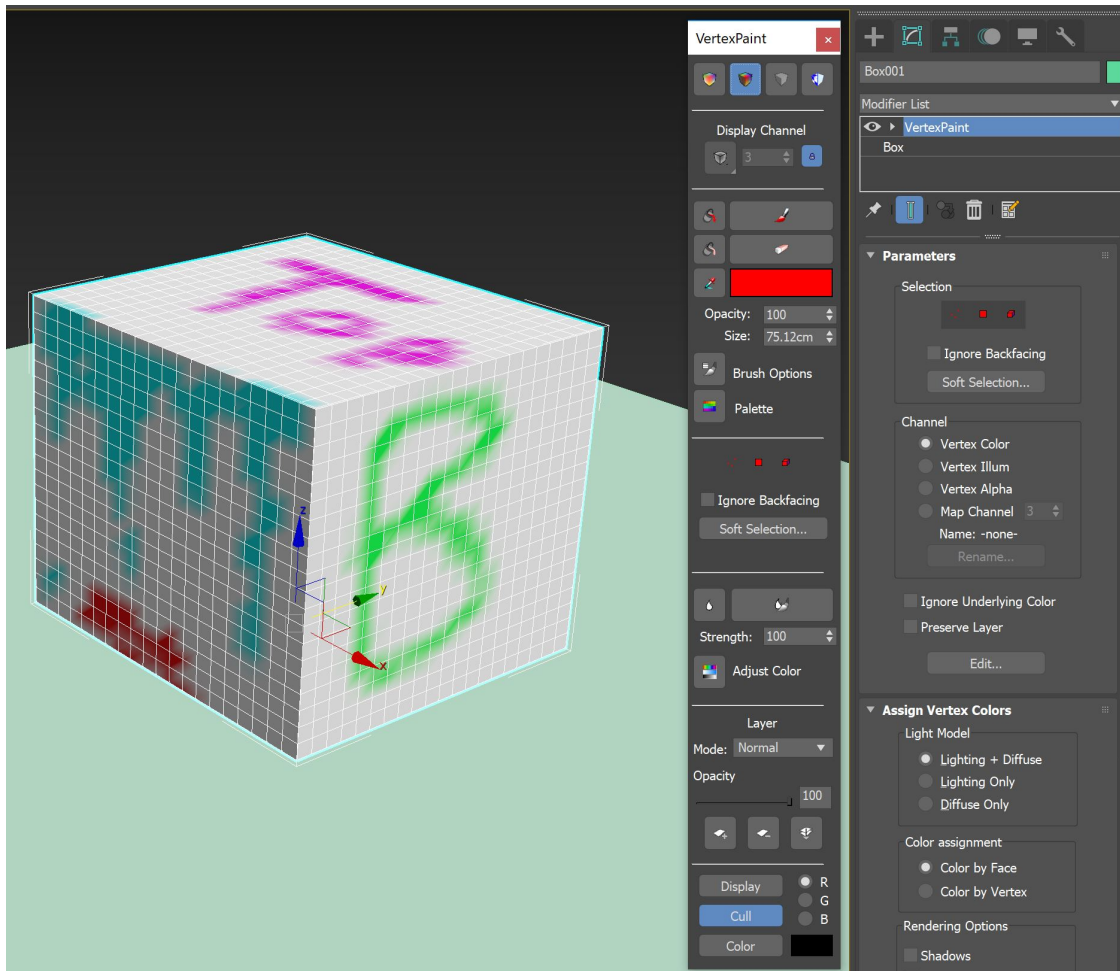 T
o
P
B
z
y
x
VertexPaint
Display Channel
3
Opacity: 100
Size: 75.12cm
Brush Options
Palette
Ignore Backfacing
Soft Selection...
Strength: 100
Adjust Color
Layer
Mode: Normal
Opacity
100
Display
R
G
Cull
B
Color
Box001
Modifier List
VertexPaint
Box
Parameters
Selection
Ignore Backfacing
Soft Selection...
Channel
Vertex Color
Vertex Illum
Vertex Alpha
Map Channel 3
Name: -none-
Rename...
Ignore Underlying Color
Preserve Layer
Edit...
Assign Vertex Colors
Light Model
Lighting + Diffuse
Lighting Only
Diffuse Only
Color assignment
Color by Face
Color by Vertex
Rendering Options
Shadows